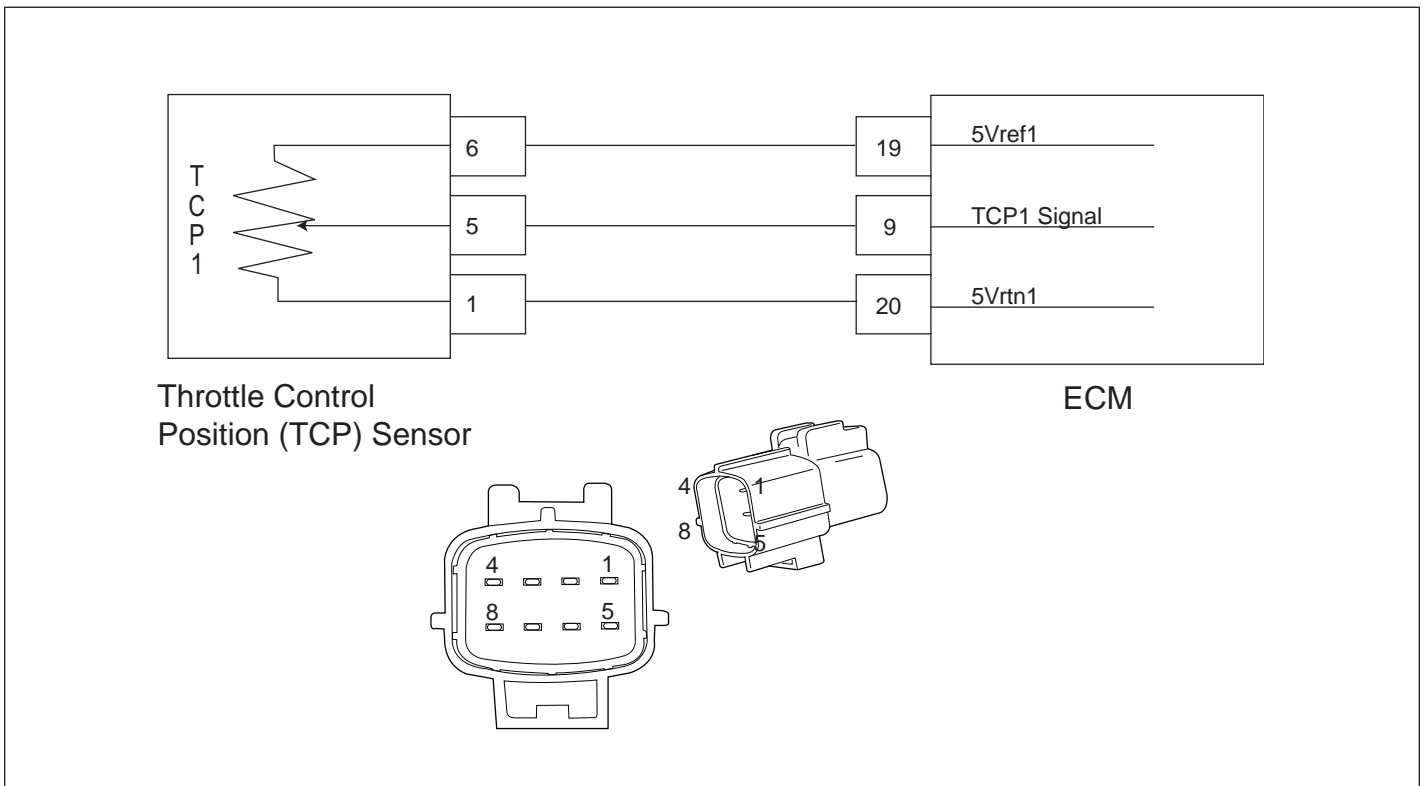 6 19 5Vref1
TCP1
5 9 TCP1 Signal
1 20 5Vrtn1
Throttle Control
Position (TCP) Sensor
ECM
4 1
8 5
4 1
8 5